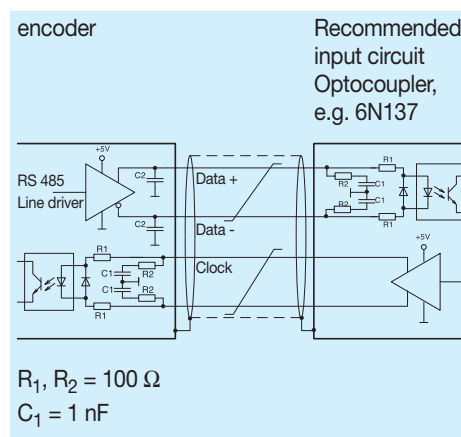 encoder
Recommended
input circuit
Optocoupler,
e.g. 6N137
+5V
RS 485
Line driver
C2
C2
Data +
Data -
Clock
R1
R2
C1
C1
R2
R1
+5V
R1
C1
R2
C1
R2
R1
R1, R2 = 100 Ω
C1 = 1 nF